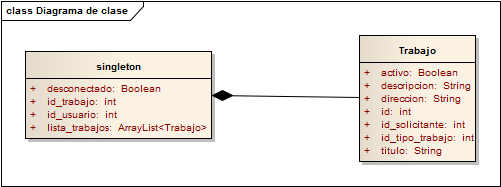 class Diagrama de clase
singleton
+ desconectado: Boolean
+ id_trabajo: int
+ id_usuario: int
+ lista_trabajos: ArrayList<Trabajo>
Trabajo
+ activo: Boolean
+ descripcion: String
+ direccion: String
+ id: int
+ id_solicitante: int
+ id_tipo_trabajo: int
+ titulo: String